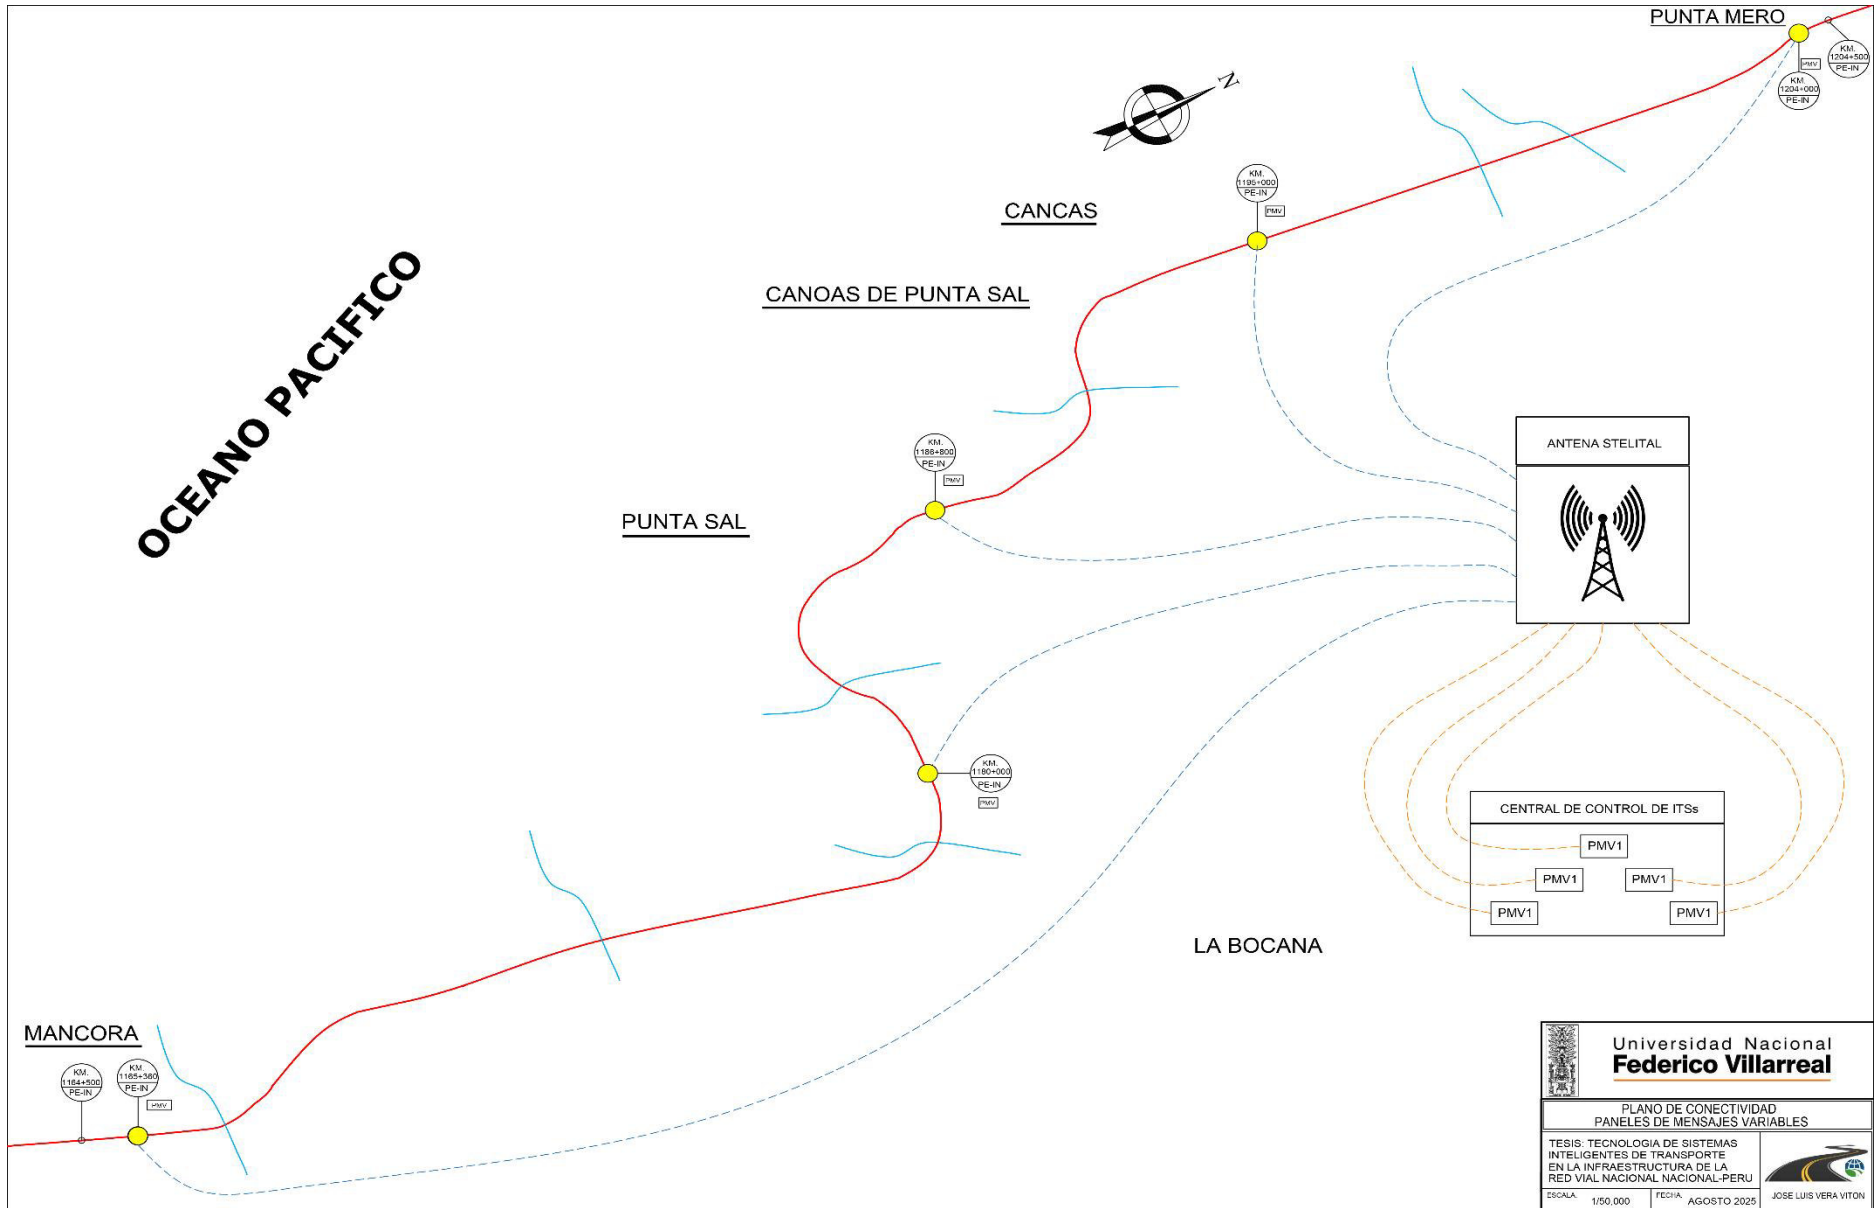 PUNTA MERO
KM.
1204+500
PE-IN
PMV
KM.
1204+000
PE-IN
N
KM.
1195+000
PE-IN
PMV
CANCAS
CANOAS DE PUNTA SAL
OCEANO PACIFICO
KM.
1186+800
PE-IN
PMV
PUNTA SAL
ANTENA STELITAL
KM.
1180+000
PE-IN
PMV
CENTRAL DE CONTROL DE ITSs
PMV1
PMV1
PMV1
PMV1
PMV1
LA BOCANA
MANCORA
KM.
1164+500
PE-IN
KM.
1165+360
PE-IN
PMV
Universidad Nacional
Federico Villarreal
PLANO DE CONECTIVIDAD
PANELES DE MENSAJES VARIABLES
TESIS: TECNOLOGIA DE SISTEMAS
INTELIGENTES DE TRANSPORTE
EN LA INFRAESTRUCTURA DE LA
RED VIAL NACIONAL NACIONAL-PERU
ESCALA: 1/50,000
FECHA: AGOSTO 2025
JOSE LUIS VERA VITON